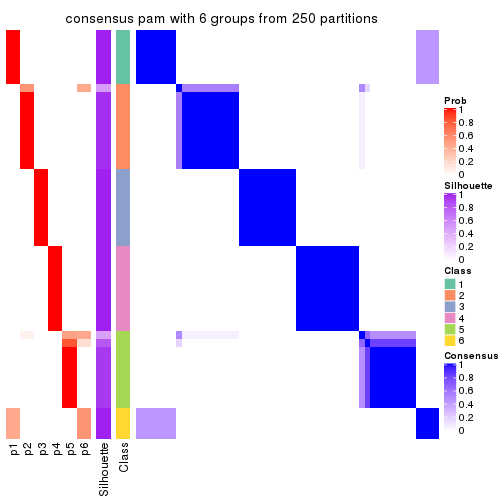 consensus pam with 6 groups from 250 partitions
Prob
1
0.8
0.6
0.4
0.2
0
Silhouette
1
0.8
0.6
0.4
0.2
0
Class
1
2
3
4
5
6
Consensus
1
0.8
0.6
0.4
0.2
0
p1
p2
p3
p4
p5
p6
Silhouette
Class